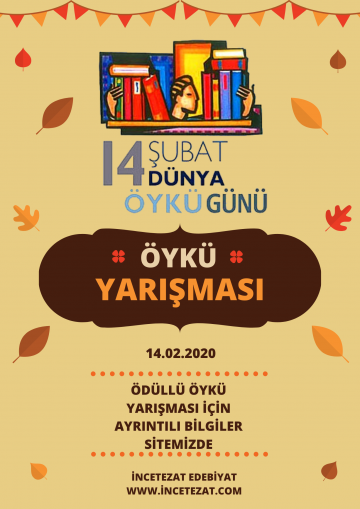 14 ŞUBAT
DÜNYA
ÖYKÜ GÜNÜ
ÖYKÜ
YARIŞMASI
14.02.2020
ÖDÜLLÜ ÖYKÜ
YARIŞMASI İÇİN
AYRINTILI BİLGİLER
SİTEMİZDE
İNCETEZAT EDEBİYAT
WWW.İNCETEZAT.COM